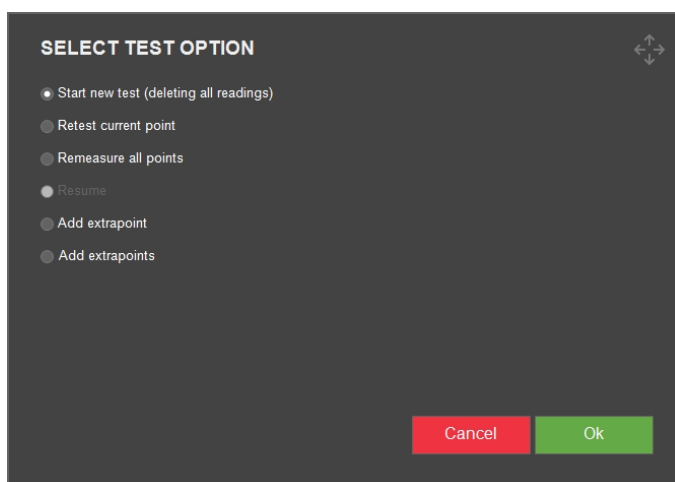 SELECT TEST OPTION
Start new test (deleting all readings)
Retest current point
Remeasure all points
Resume
Add extrapoint
Add extrapoints
Cancel
Ok